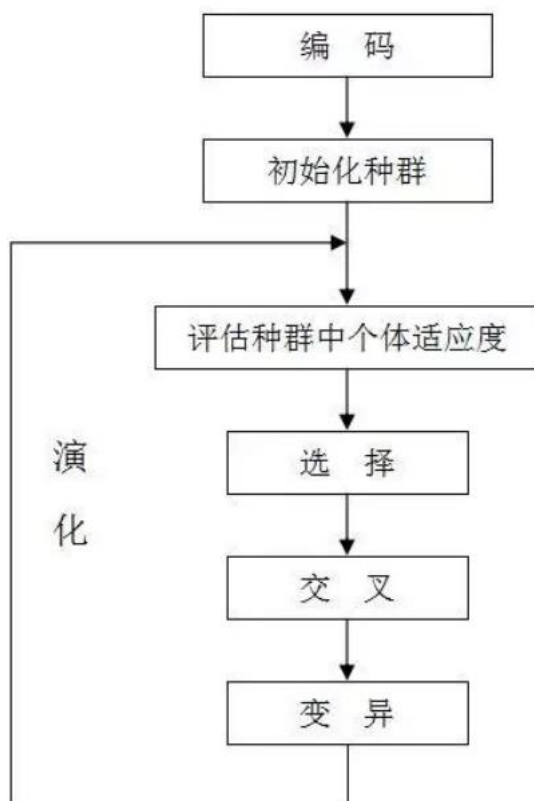 编 码
初始化种群
评估种群中个体适应度
选 择
演
化
交 叉
变 异